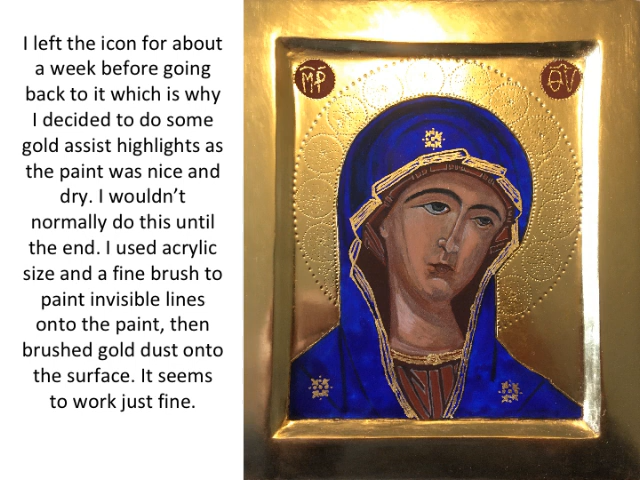 I left the icon for about
a week before going
back to it which is why
I decided to do some
gold assist highlights as
the paint was nice and
dry. I wouldn’t
normally do this until
the end. I used acrylic
size and a fine brush to
paint invisible lines
onto the paint, then
brushed gold dust onto
the surface. It seems
to work just fine.
ΜΡ ΘΥ